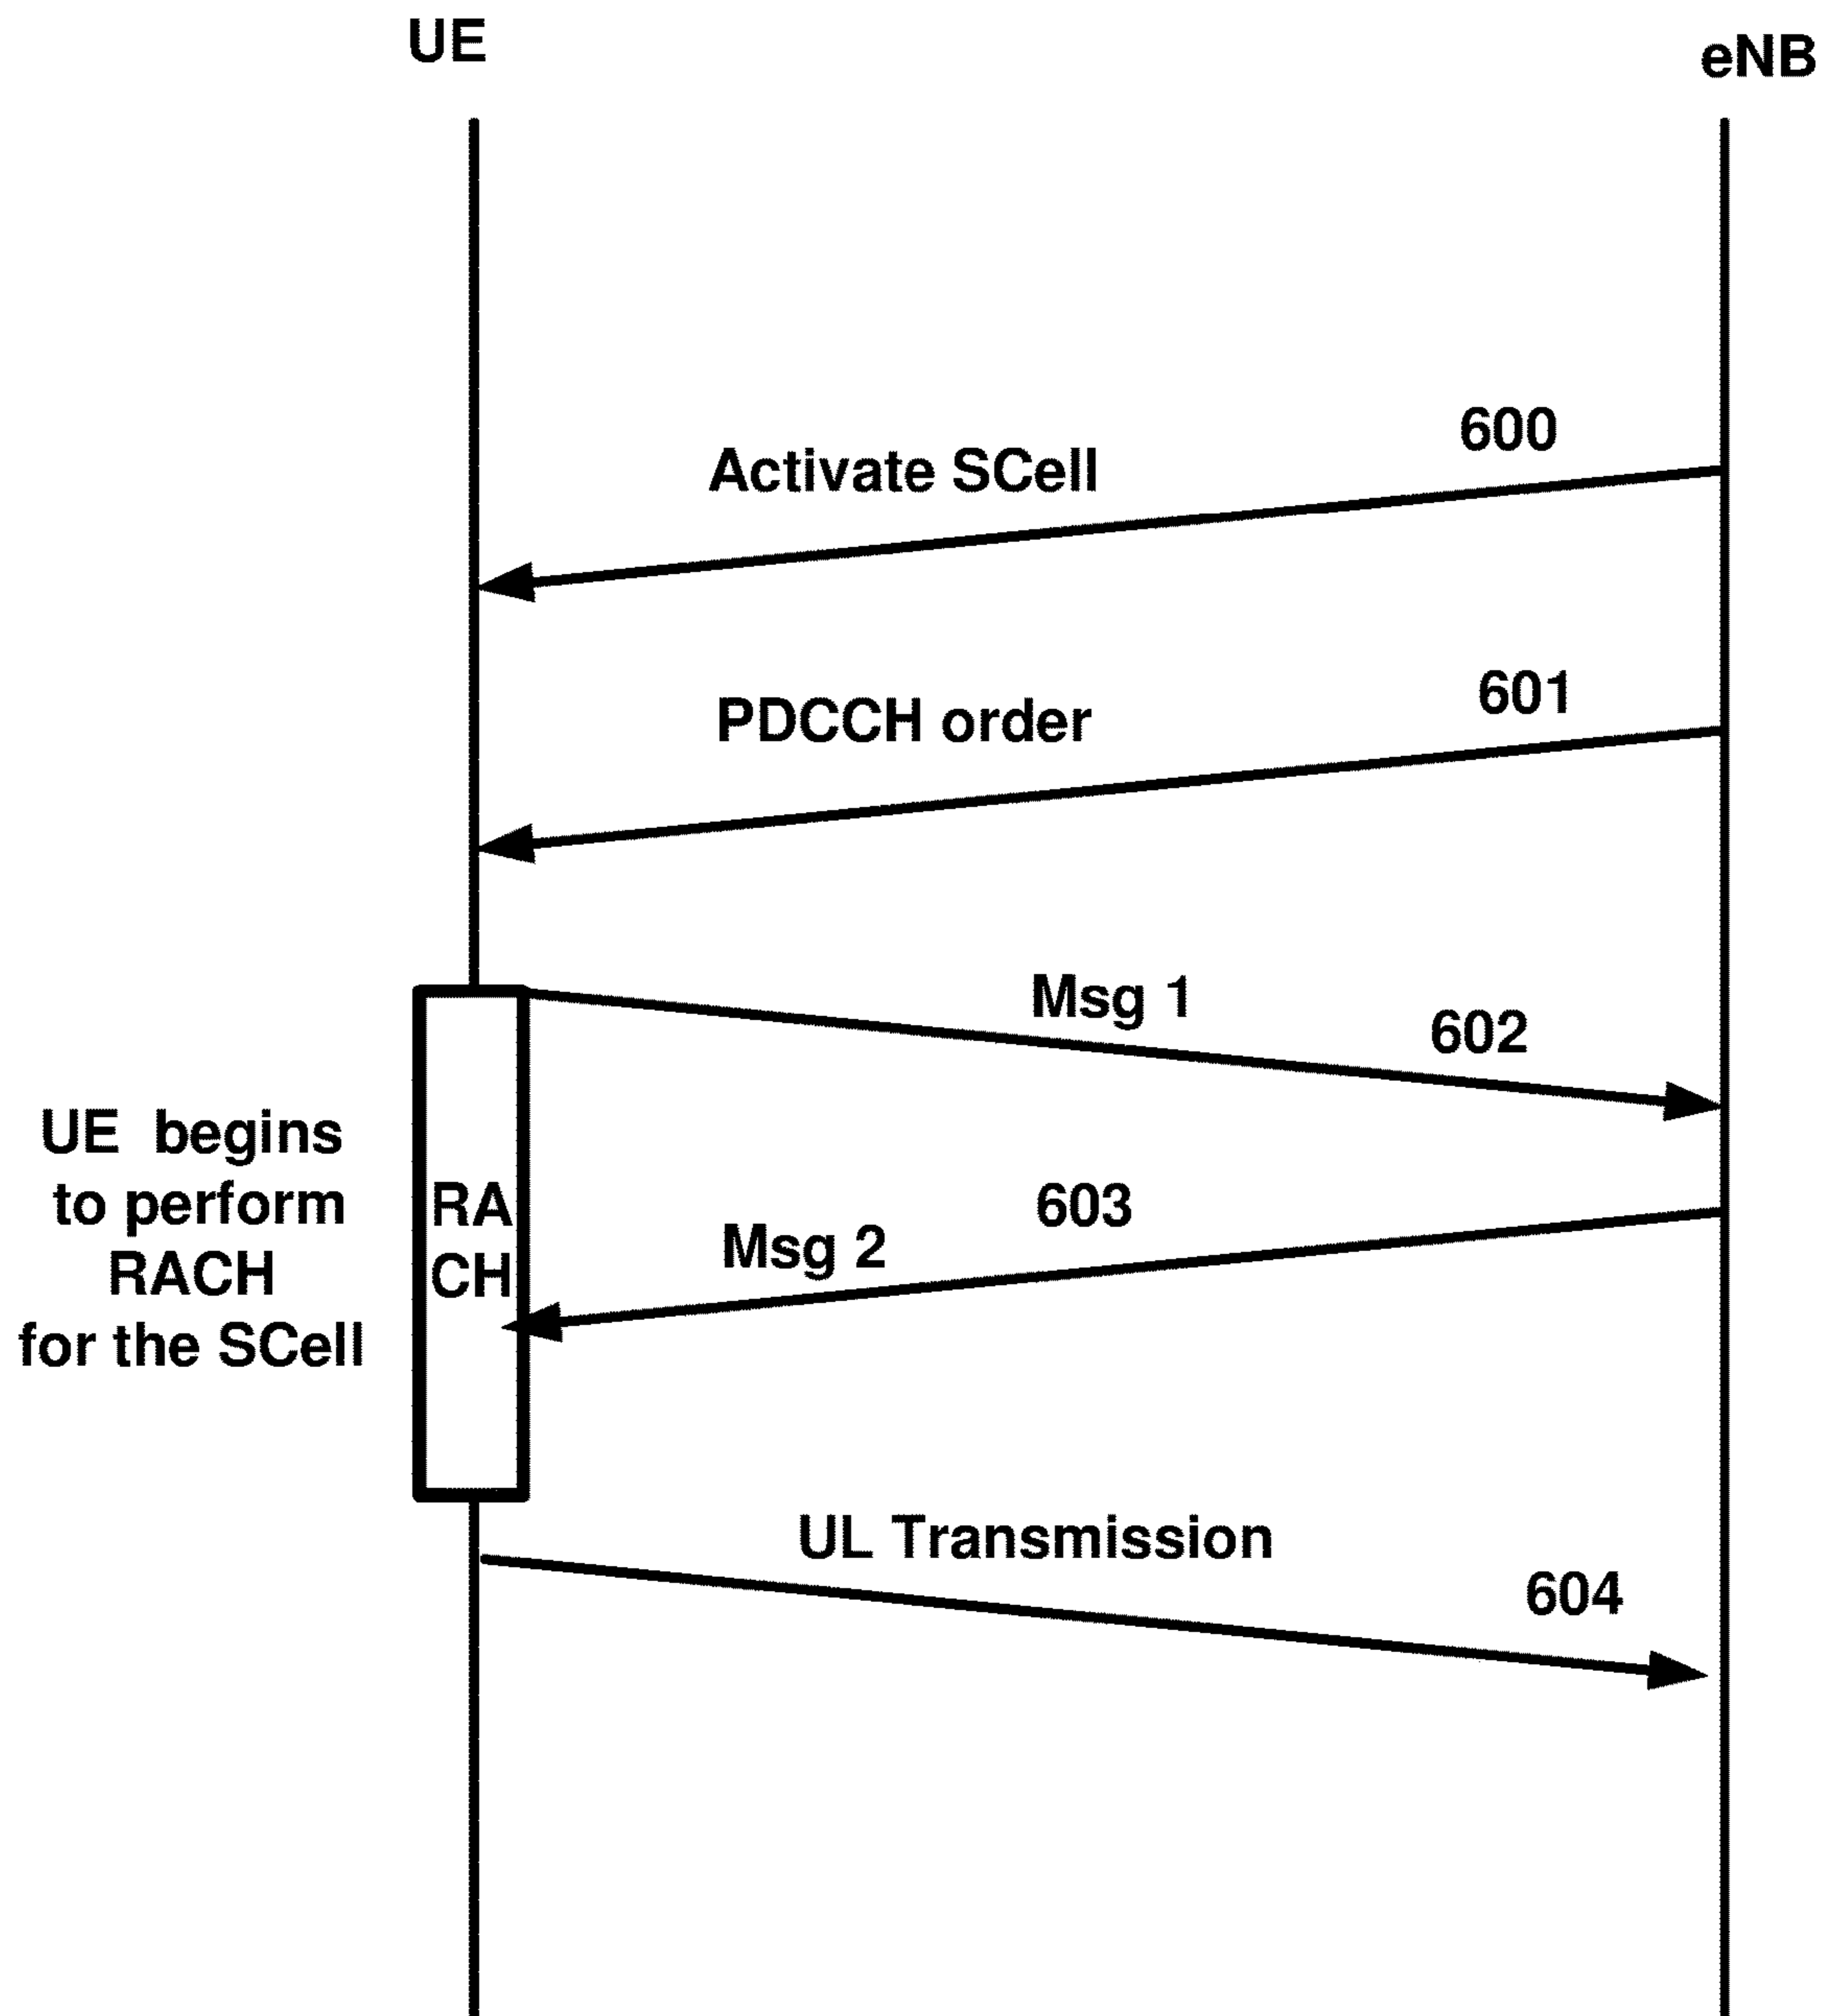 UE
eNB
600
Activate SCell
601
PDCCH order
Msg 1
602
UE begins
to perform
RACH
for the SCell
RA
CH
603
Msg 2
UL Transmission
604